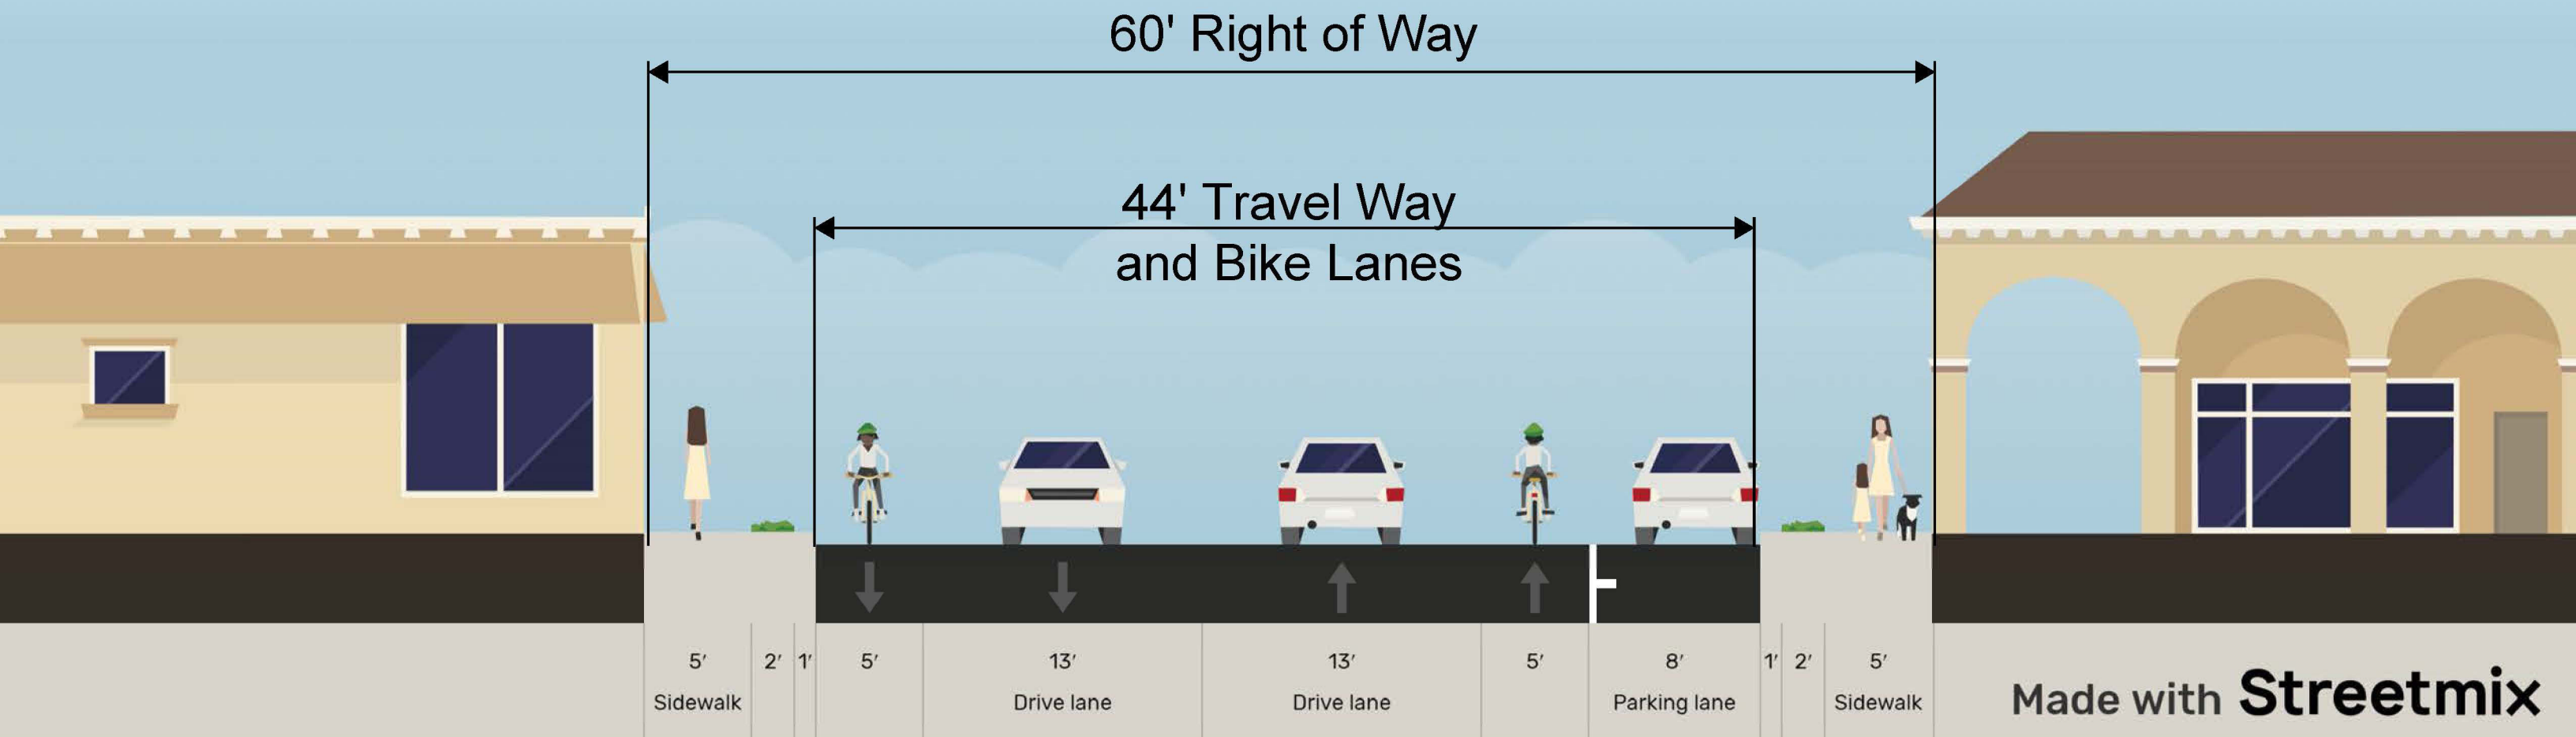 60' Right of Way
44' Travel Way
and Bike Lanes
5' 2' 1' 5' 13' 13' 5' 8' 1' 2' 5'
Sidewalk Drive lane Drive lane Parking lane Sidewalk
Made with Streetmix